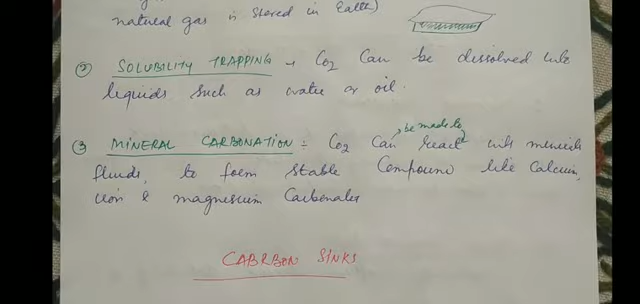 natural gas is stored in Earth)
② SOLUBILITY TRAPPING → CO2 Can be dissolved into
liquids such as water or oil.
③ MINERAL CARBONATION = CO2 Can be made to react with minerals
fluids, to form stable Compound like Calcium,
iron & magnesium Carbonates
CABRBON SINKS